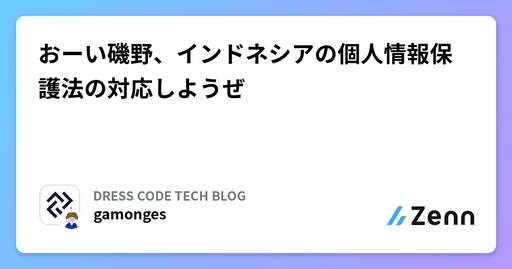 おーい磯野、インドネシアの個人情報保
護法の対応しようぜ
DRESS CODE TECH BLOG
gamonges
Zenn